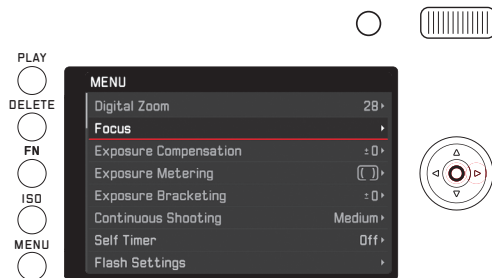 PLAY
DELETE
FN
ISO
MENU
MENU
Digital Zoom 28
Focus
Exposure Compensation ±0
Exposure Metering
Exposure Bracketing ±0
Continuous Shooting Medium
Self Timer Off
Flash Settings